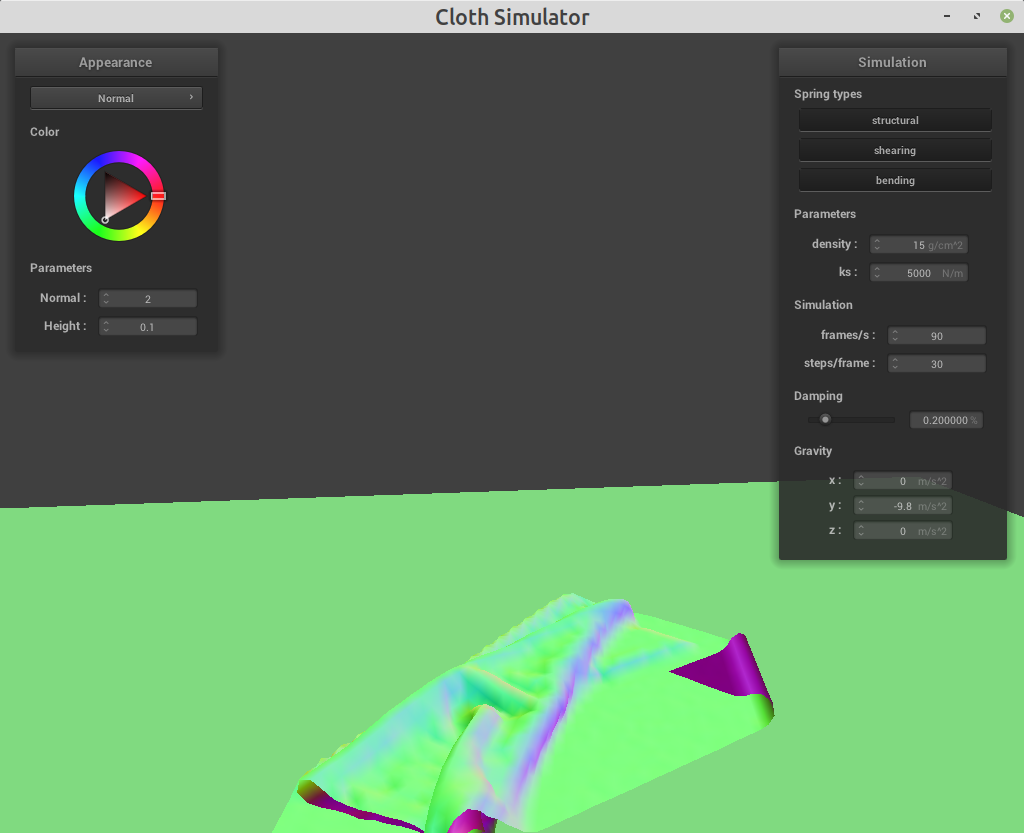 Cloth Simulator
Appearance
Normal
Color
Parameters
Normal : 2
Height : 0.1
Simulation
Spring types
structural
shearing
bending
Parameters
density : 15 g/cm^2
ks : 5000 N/m
Simulation
frames/s : 90
steps/frame : 30
Damping
0.200000 %
Gravity
x : 0 m/s^2
y : -9.8 m/s^2
z : 0 m/s^2